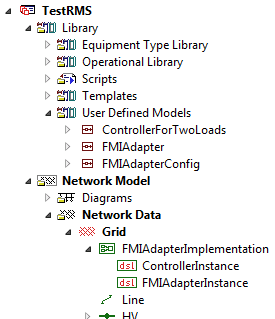 TestRMS
Library
Equipment Type Library
Operational Library
Scripts
Templates
User Defined Models
ControllerForTwoLoads
FMIAdapter
FMIAdapterConfig
Network Model
Diagrams
Network Data
Grid
FMIAdapterImplementation
dsl ControllerInstance
dsl FMIAdapterInstance
Line
HV